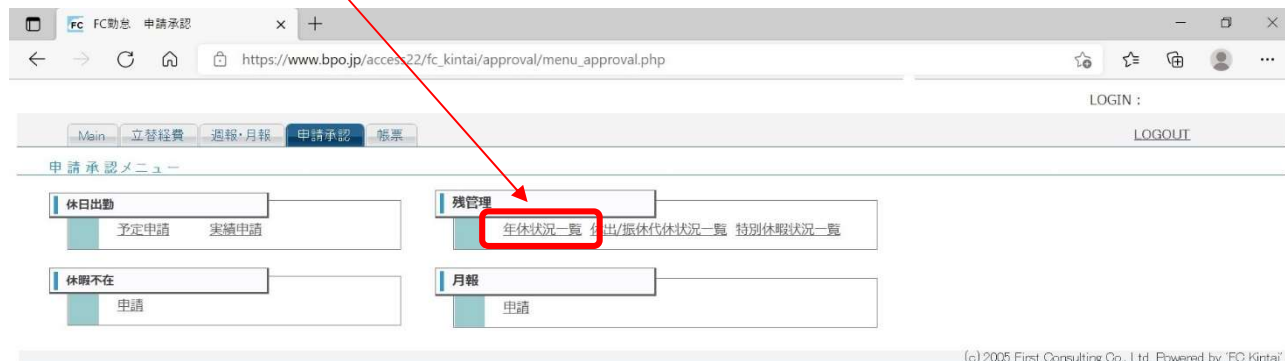 FC FC勤怠 申請承認
https://www.bpo.jp/access22/fc_kintai/approval/menu_approval.php
LOGIN :
Main 立替経費 週報・月報 申請承認 帳票 LOGOUT
申請承認メニュー
休日出勤
予定申請 実績申請
残管理
年休状況一覧 休出/振休代休状況一覧 特別休暇状況一覧
休暇不在
申請
月報
申請
(c) 2005 First Consulting Co., Ltd. Powered by 'FC Kintai'